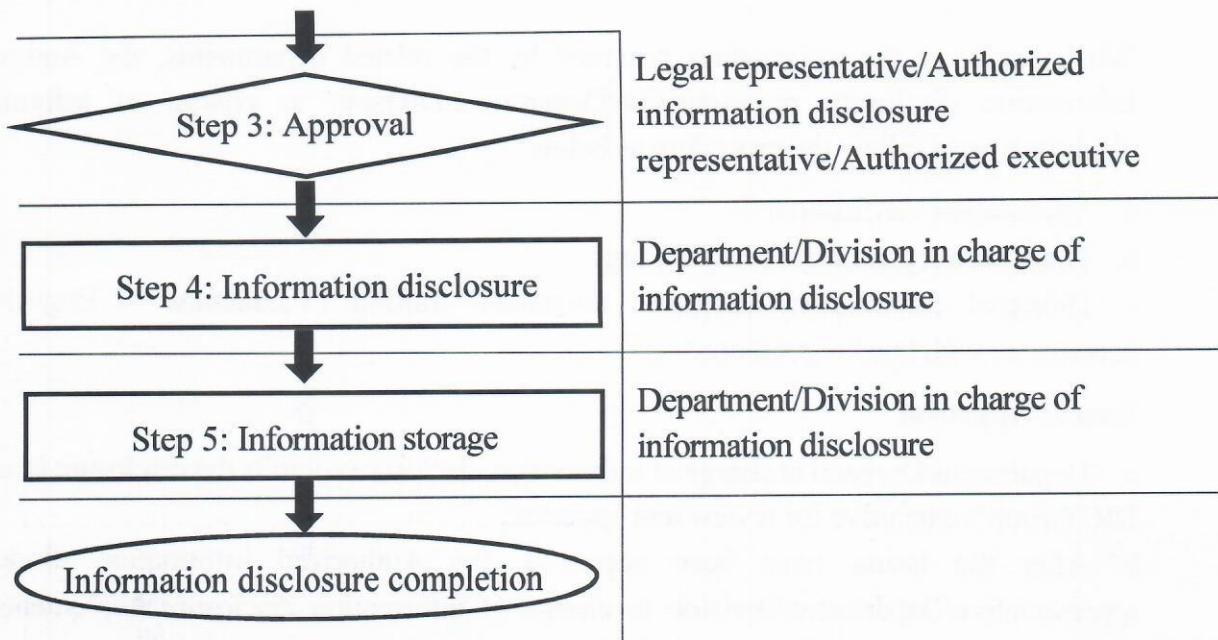 Step 3: Approval
Legal representative/Authorized
information disclosure
representative/Authorized executive
Step 4: Information disclosure
Department/Division in charge of
information disclosure
Step 5: Information storage
Department/Division in charge of
information disclosure
Information disclosure completion